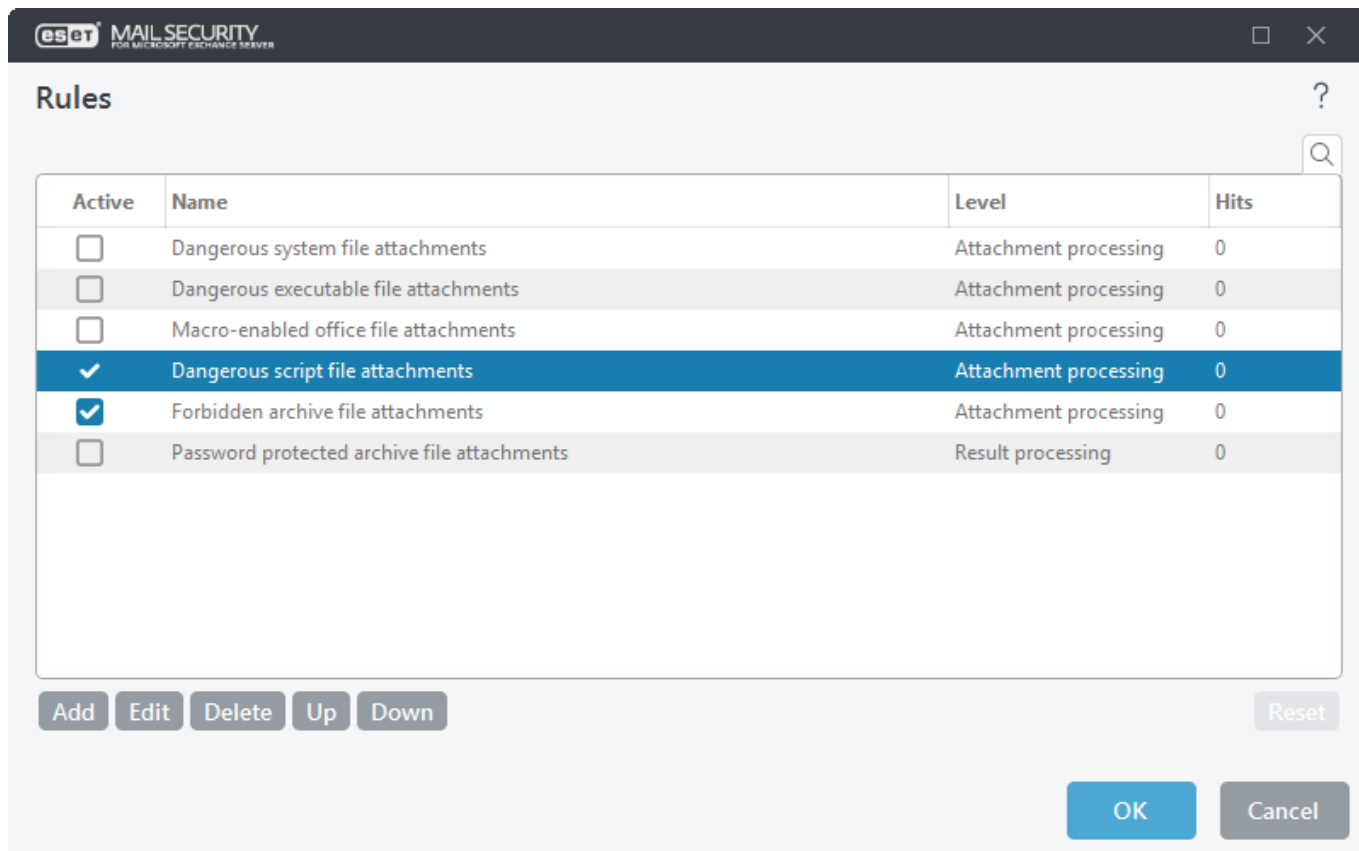 eset MAIL SECURITY
FOR MICROSOFT EXCHANGE SERVER
Rules ?
Active Name Level Hits
Dangerous system file attachments Attachment processing 0
Dangerous executable file attachments Attachment processing 0
Macro-enabled office file attachments Attachment processing 0
Dangerous script file attachments Attachment processing 0
Forbidden archive file attachments Attachment processing 0
Password protected archive file attachments Result processing 0
Add Edit Delete Up Down Reset
OK Cancel